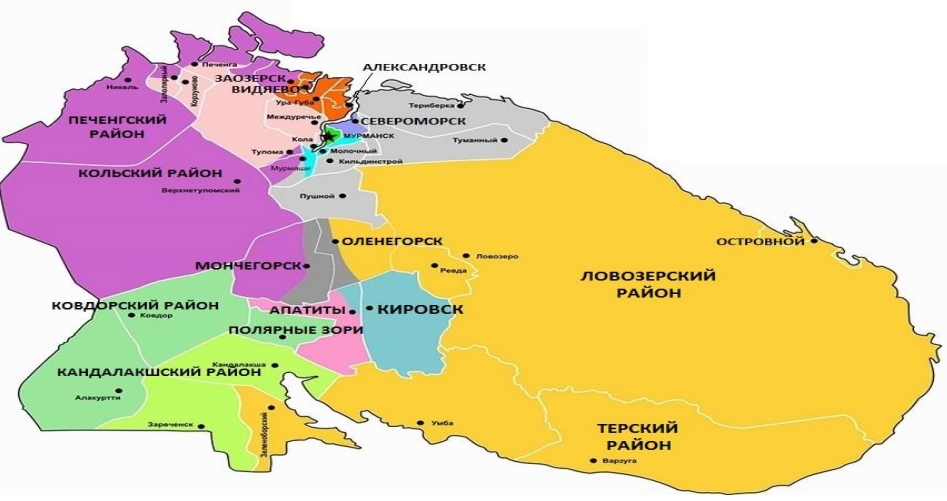 АЛЕКСАНДРОВСК
Печенга
ЗАОЗЕРСК
Никель
Заполярный
Корзуново
ВИДЯЕВО
Ура-Губа
Териберка
Междуречье
СЕВЕРОМОРСК
ПЕЧЕНГСКИЙ
РАЙОН
МУРМАНСК
Кола
Туманный
Тулома
Молочный
Мурмаши
Кильдинстрой
КОЛЬСКИЙ РАЙОН
Верхнетуломский
Пушной
ОЛЕНЕГОРСК
ОСТРОВНОЙ
Ловозеро
МОНЧЕГОРСК
Ревда
ЛОВОЗЕРСКИЙ
РАЙОН
КОВДОРСКИЙ РАЙОН
Ковдор
АПАТИТЫ
КИРОВСК
ПОЛЯРНЫЕ ЗОРИ
Кандалакша
КАНДАЛАКШСКИЙ РАЙОН
Алакуртти
Зареченск
Зеленоборский
Умба
ТЕРСКИЙ
РАЙОН
Варзуга